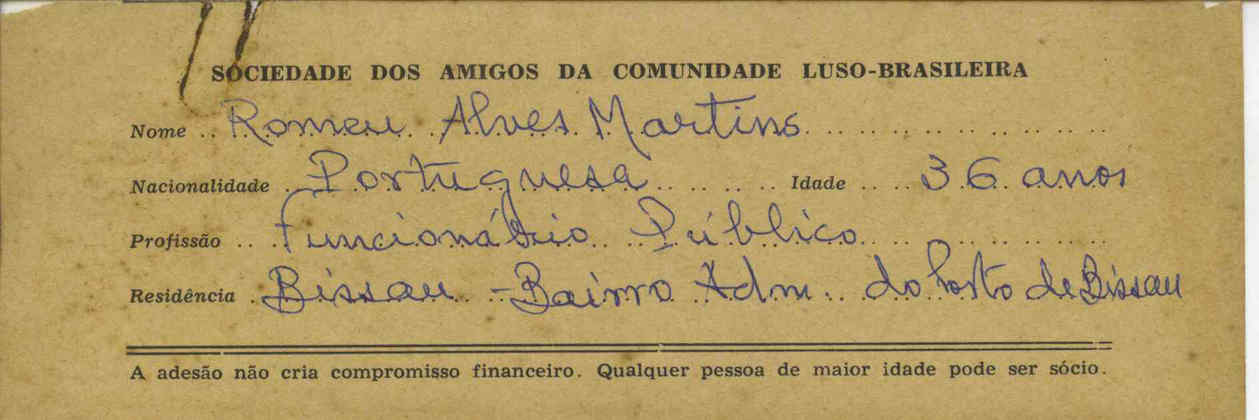 SOCIEDADE DOS AMIGOS DA COMUNIDADE LUSO-BRASILEIRA
Nome Romeu Alves Martins
Nacionalidade Portuguesa Idade 36 anos
Profissão Funcionário Público
Residência Bissau - Bairro Adm. do Porto de Bissau
A adesão não cria compromisso financeiro. Qualquer pessoa de maior idade pode ser sócio.